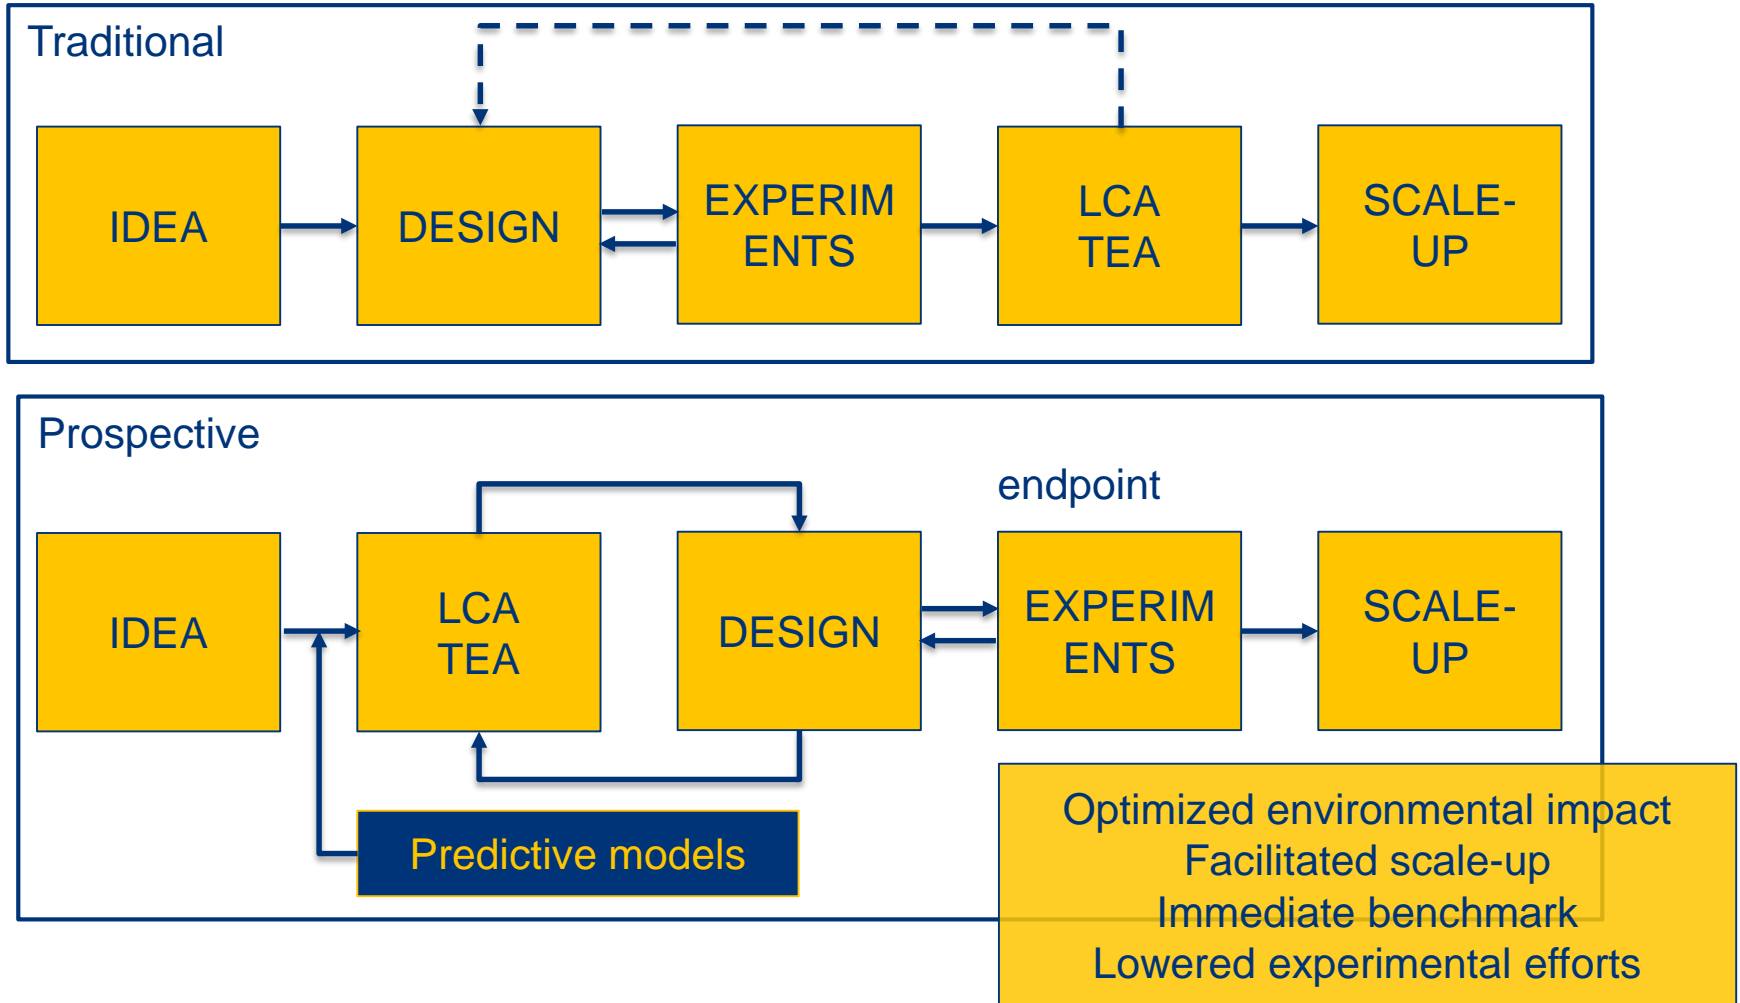 Traditional
IDEA
DESIGN
EXPERIM
ENTS
LCA
TEA
SCALE-
UP
Prospective
endpoint
IDEA
LCA
TEA
DESIGN
EXPERIM
ENTS
SCALE-
UP
Predictive models
Optimized environmental impact
Facilitated scale-up
Immediate benchmark
Lowered experimental efforts